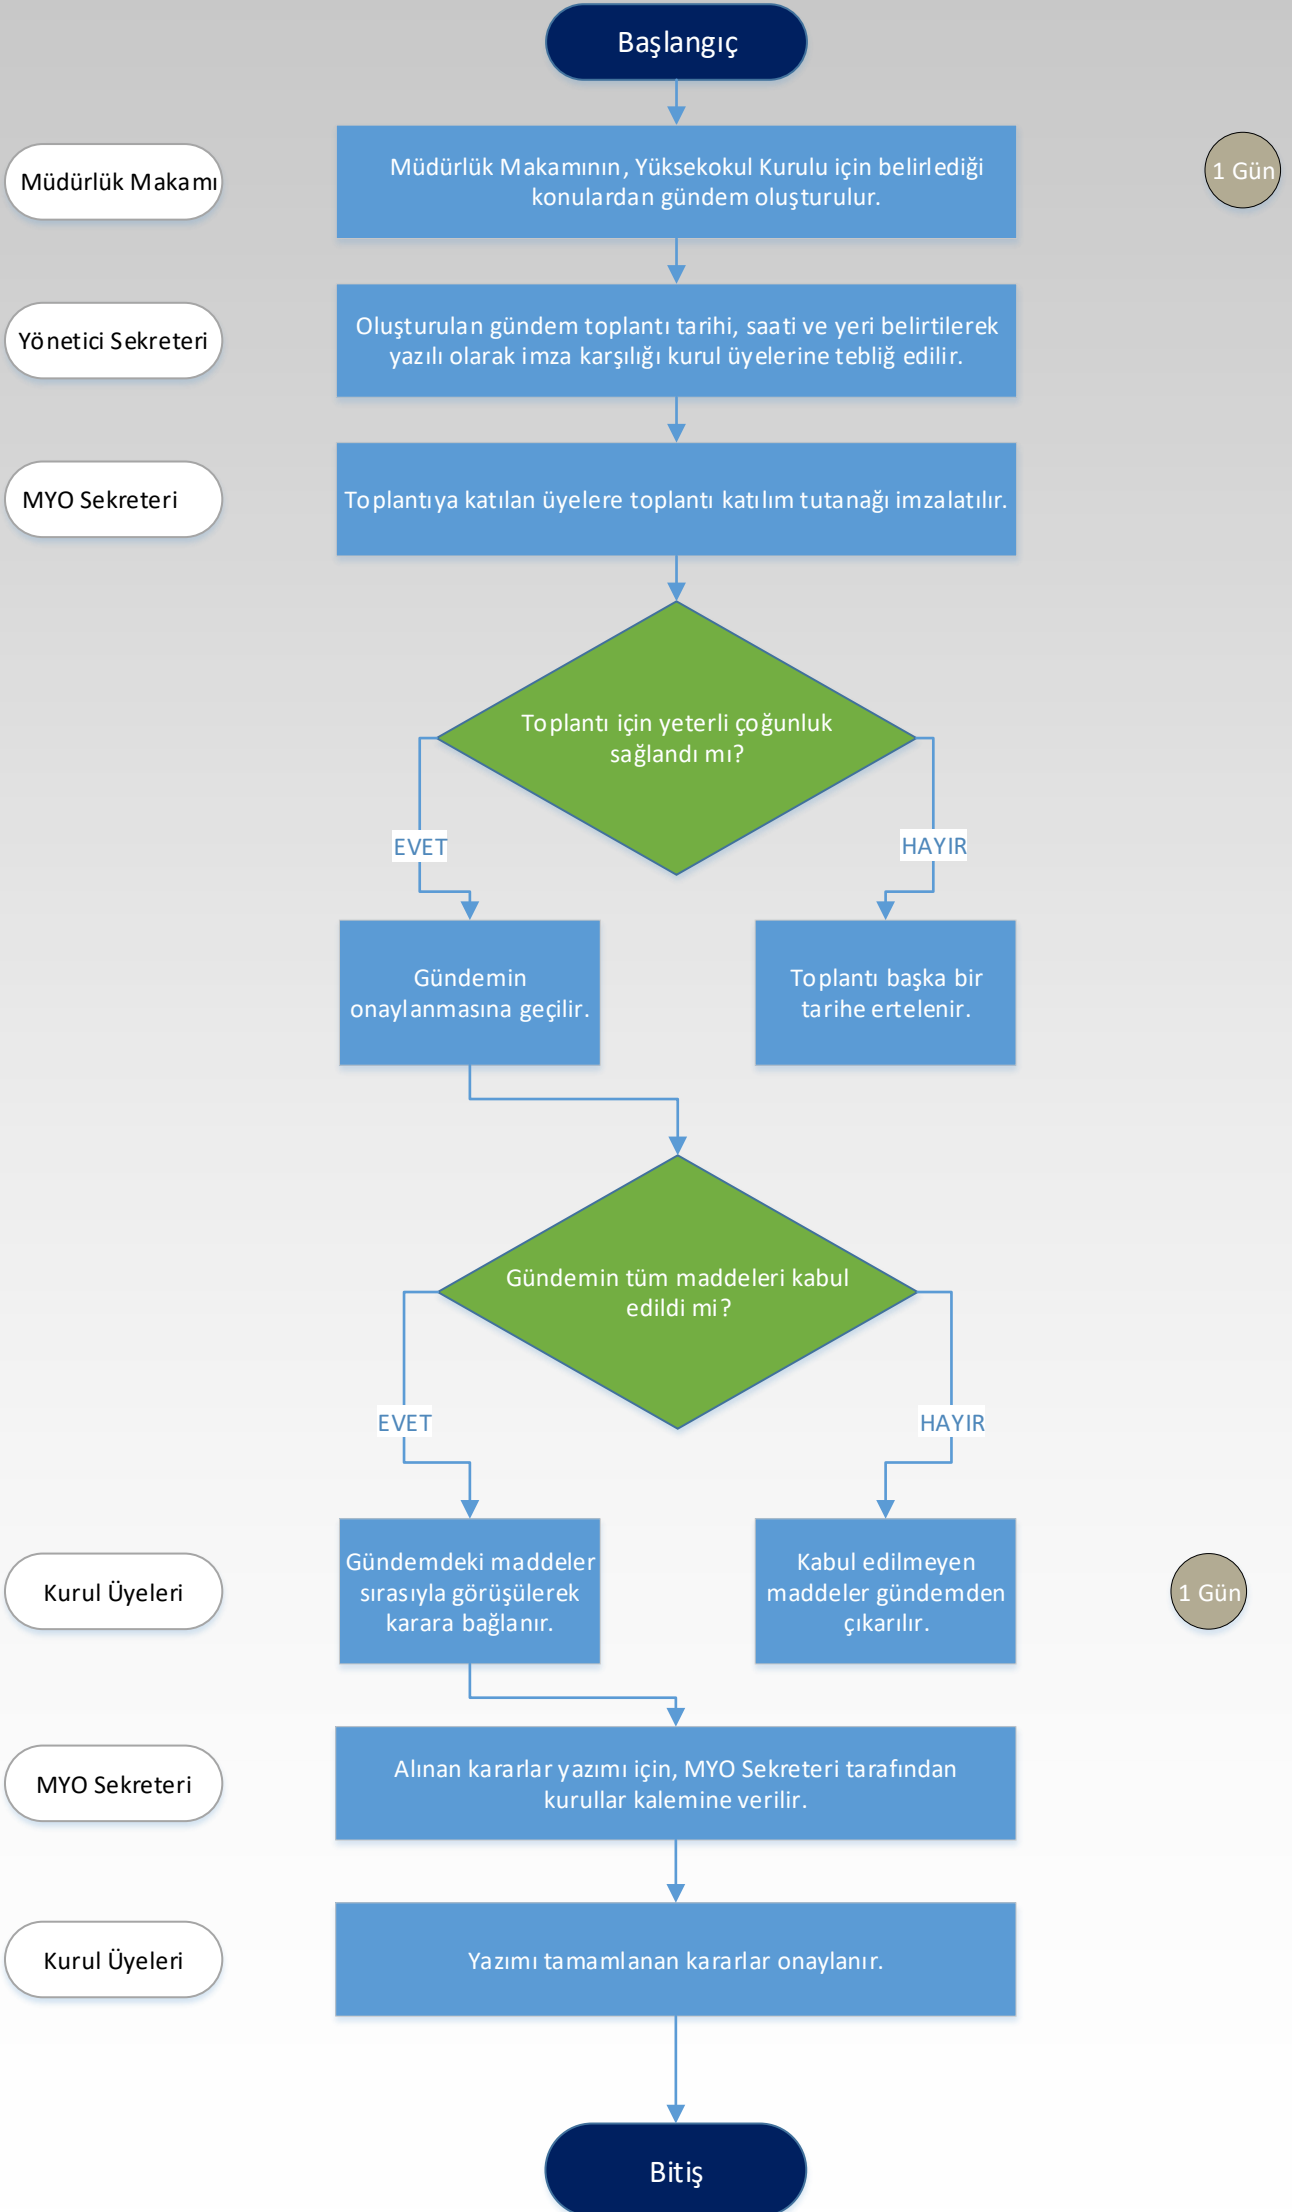 Başlangıç
Müdürlük Makamı
Müdürlük Makamının, Yüksekokul Kurulu için belirlediği
konulardan gündem oluşturulur.
1 Gün
Yönetici Sekreteri
Oluşturulan gündem toplantı tarihi, saati ve yeri belirtilerek
yazılı olarak imza karşılığı kurul üyelerine tebliğ edilir.
MYO Sekreteri
Toplantıya katılan üyelere toplantı katılım tutanağı imzalatılır.
Toplantı için yeterli çoğunluk
sağlandı mı?
EVET
HAYIR
Gündemin
onaylanmasına geçilir.
Toplantı başka bir
tarihe ertelenir.
Gündemin tüm maddeleri kabul
edildi mi?
EVET
HAYIR
Kurul Üyeleri
Gündemdeki maddeler
sırasıyla görüşülerek
karara bağlanır.
Kabul edilmeyen
maddeler gündemden
çıkarılır.
1 Gün
MYO Sekreteri
Alınan kararlar yazımı için, MYO Sekreteri tarafından
kurullar kalemine verilir.
Kurul Üyeleri
Yazımı tamamlanan kararlar onaylanır.
Bitiş